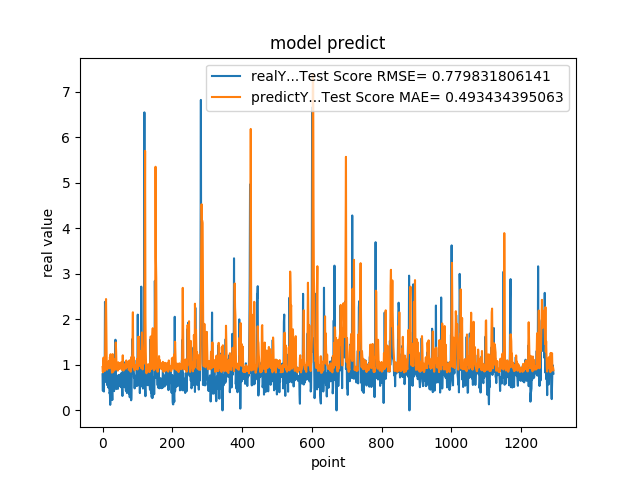 model predict
realY...Test Score RMSE= 0.779831806141
predictY...Test Score MAE= 0.493434395063
real value
7
6
5
4
3
2
1
0
0 200 400 600 800 1000 1200
point